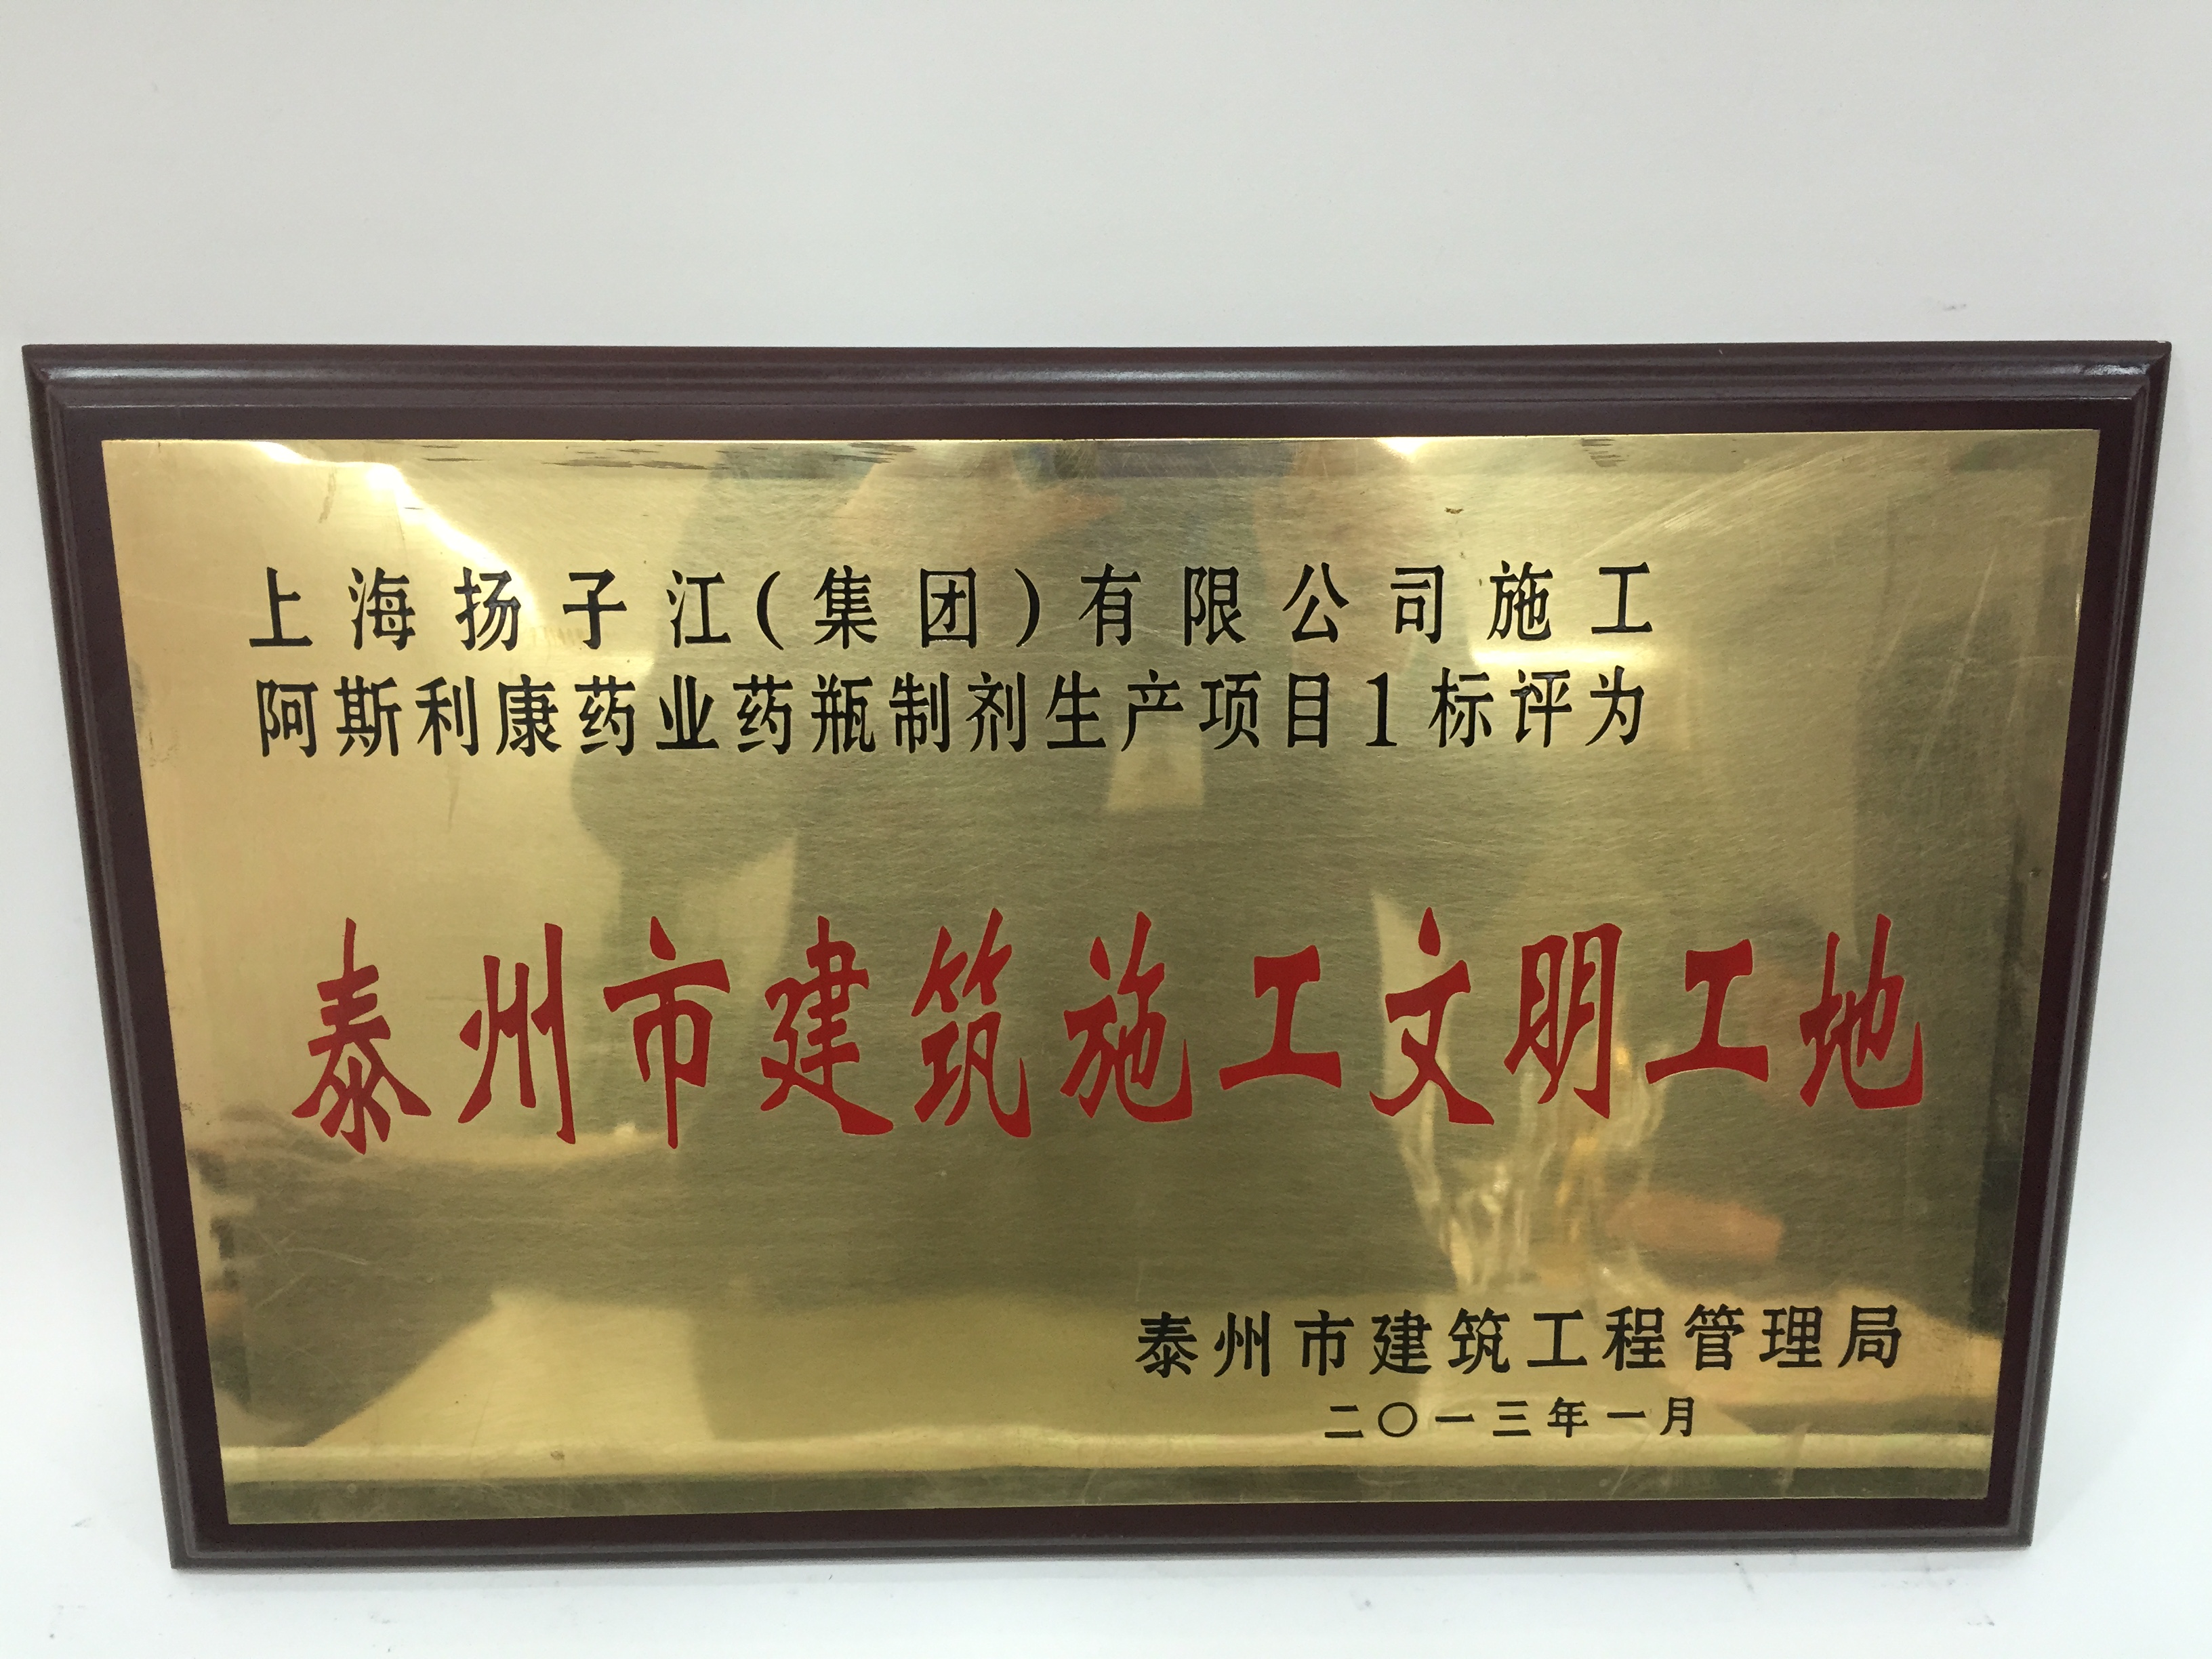 上海扬子江(集团)有限公司施工
阿斯利康药业药瓶制剂生产项目1标评为
泰州市建筑施工文明工地
泰州市建筑工程管理局
二〇一三年一月